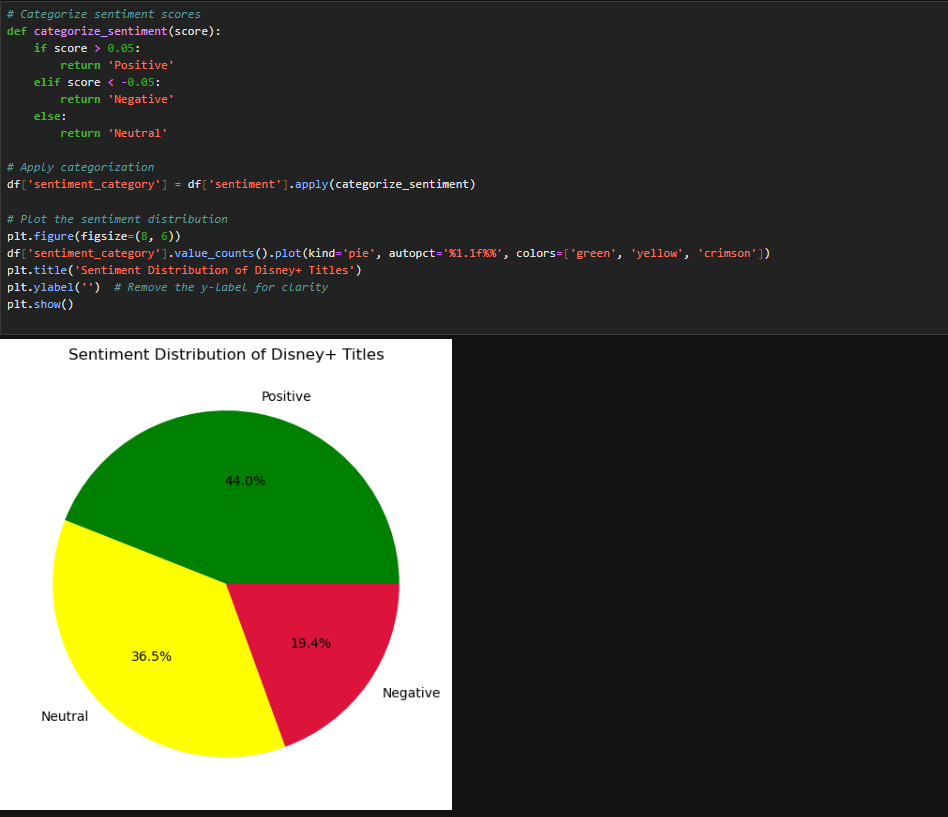 # Categorize sentiment scores
def categorize_sentiment(score):
    if score > 0.05:
        return 'Positive'
    elif score < -0.05:
        return 'Negative'
    else:
        return 'Neutral'
# Apply categorization
df['sentiment_category'] = df['sentiment'].apply(categorize_sentiment)
# Plot the sentiment distribution
plt.figure(figsize=(8, 6))
df['sentiment_category'].value_counts().plot(kind='pie', autopct='%1.1f%%', colors=['green', 'yellow', 'crimson'])
plt.title('Sentiment Distribution of Disney+ Titles')
plt.ylabel('')  # Remove the y-label for clarity
plt.show()
Sentiment Distribution of Disney+ Titles
Positive
44.0%
19.4%
36.5%
Negative
Neutral